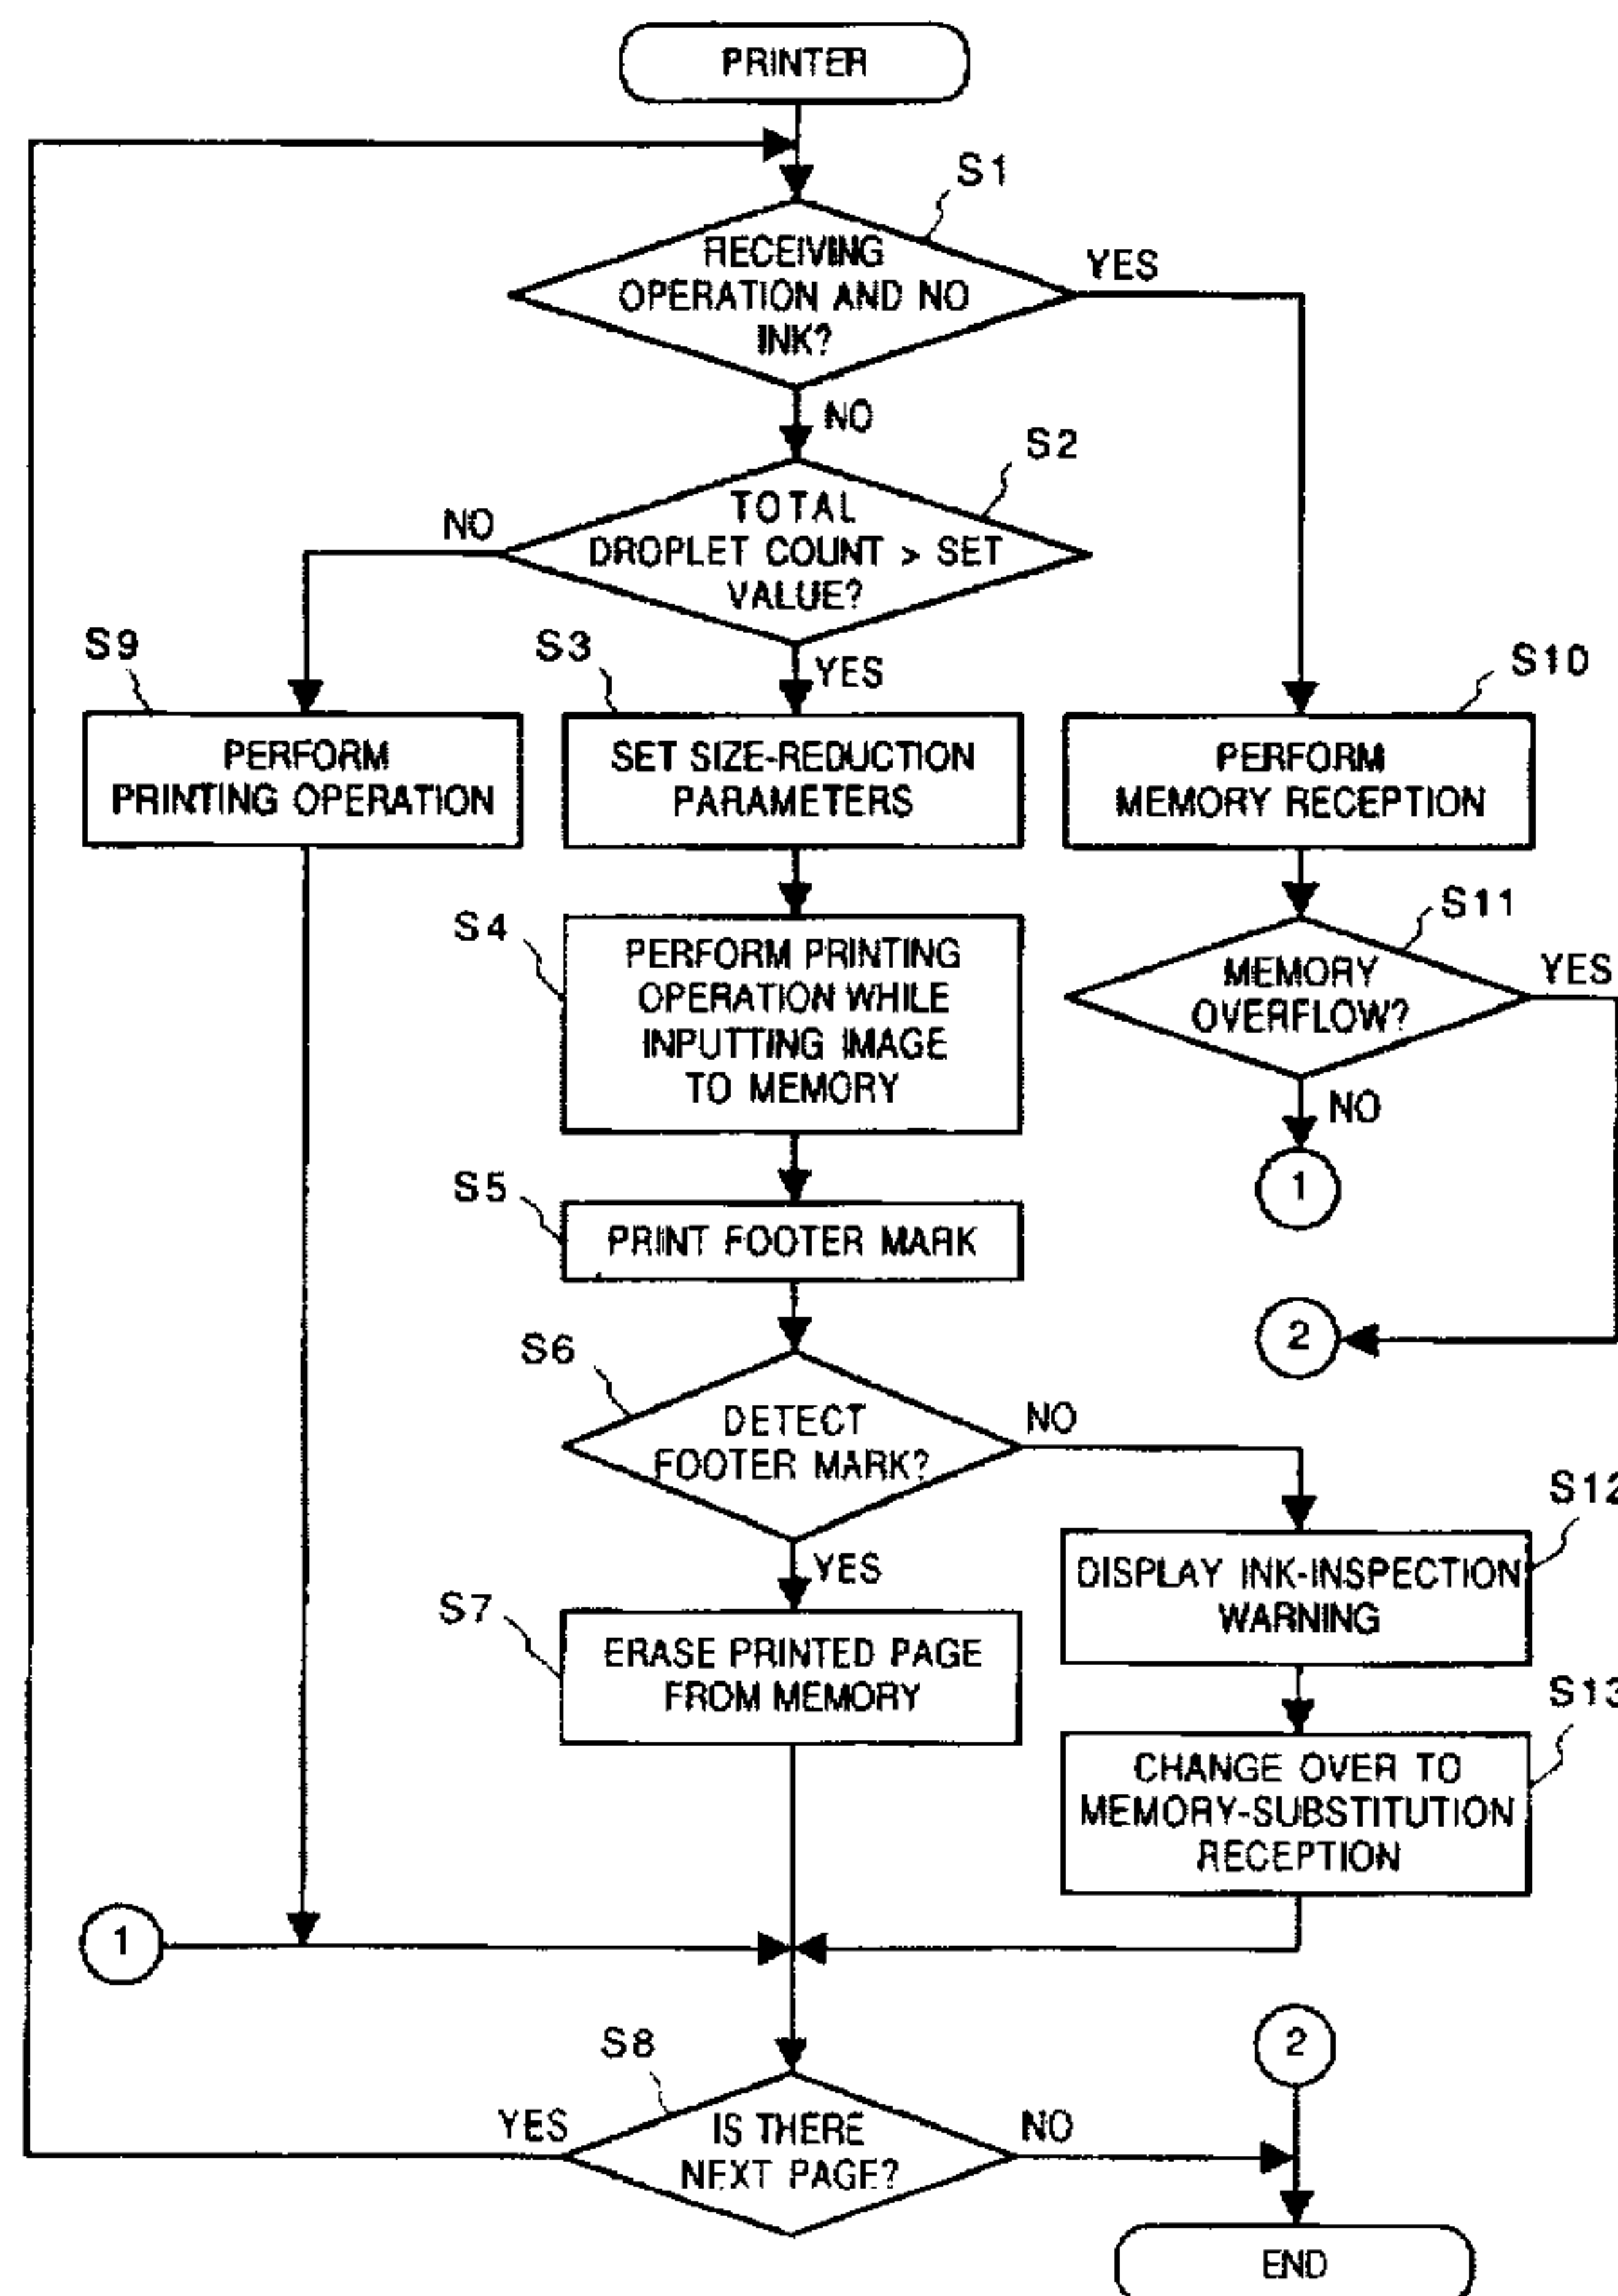 PRINTER
S1
RECEIVING
OPERATION AND NO
INK?
YES
NO
S2
TOTAL
DROPLET COUNT > SET
VALUE?
NO
YES
S9
PERFORM
PRINTING OPERATION
S3
SET SIZE-REDUCTION
PARAMETERS
S10
PERFORM
MEMORY RECEPTION
S4
PERFORM PRINTING
OPERATION WHILE
INPUTTING IMAGE
TO MEMORY
S11
MEMORY
OVERFLOW?
YES
NO
1
S5
PRINT FOOTER MARK
2
S6
DETECT
FOOTER MARK?
NO
YES
S12
DISPLAY INK-INSPECTION
WARNING
S7
ERASE PRINTED PAGE
FROM MEMORY
S13
CHANGE OVER TO
MEMORY-SUBSTITUTION
RECEPTION
1
S8
IS THERE
NEXT PAGE?
YES
NO
2
END